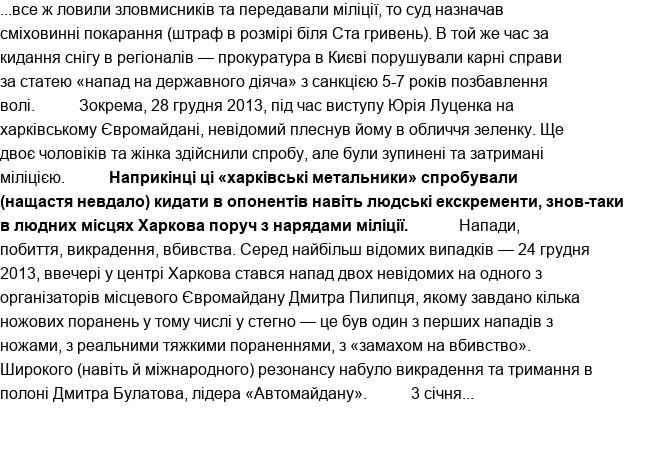 ...все ж ловили зловмисників та передавали міліції, то суд назначав
сміховинні покарання (штраф в розмірі біля Ста гривень). В той же час за
кидання снігу в регіоналів — прокуратура в Києві порушували карні справи
за статею «напад на державного діяча» з санкцією 5-7 років позбавлення
волі. Зокрема, 28 грудня 2013, під час виступу Юрія Луценка на
харківському Євромайдані, невідомий плеснув йому в обличчя зеленку. Ще
двоє чоловіків та жінка здійснили спробу, але були зупинені та затримані
міліцією. Наприкінці ці «харківські метальники» спробували
(нащастя невдало) кидати в опонентів навіть людські екскременти, знов-таки
в людних місцях Харкова поруч з нарядами міліції. Напади,
побиття, викрадення, вбивства. Серед найбільш відомих випадків — 24 грудня
2013, ввечері у центрі Харкова стався напад двох невідомих на одного з
організаторів місцевого Євромайдану Дмитра Пилипця, якому завдано кілька
ножових поранень у тому числі у стегно — це був один з перших нападів з
ножами, з реальними тяжкими пораненнями, з «замахом на вбивство».
Широкого (навіть й міжнародного) резонансу набуло викрадення та тримання в
полоні Дмитра Булатова, лідера «Автомайдану». 3 січня...